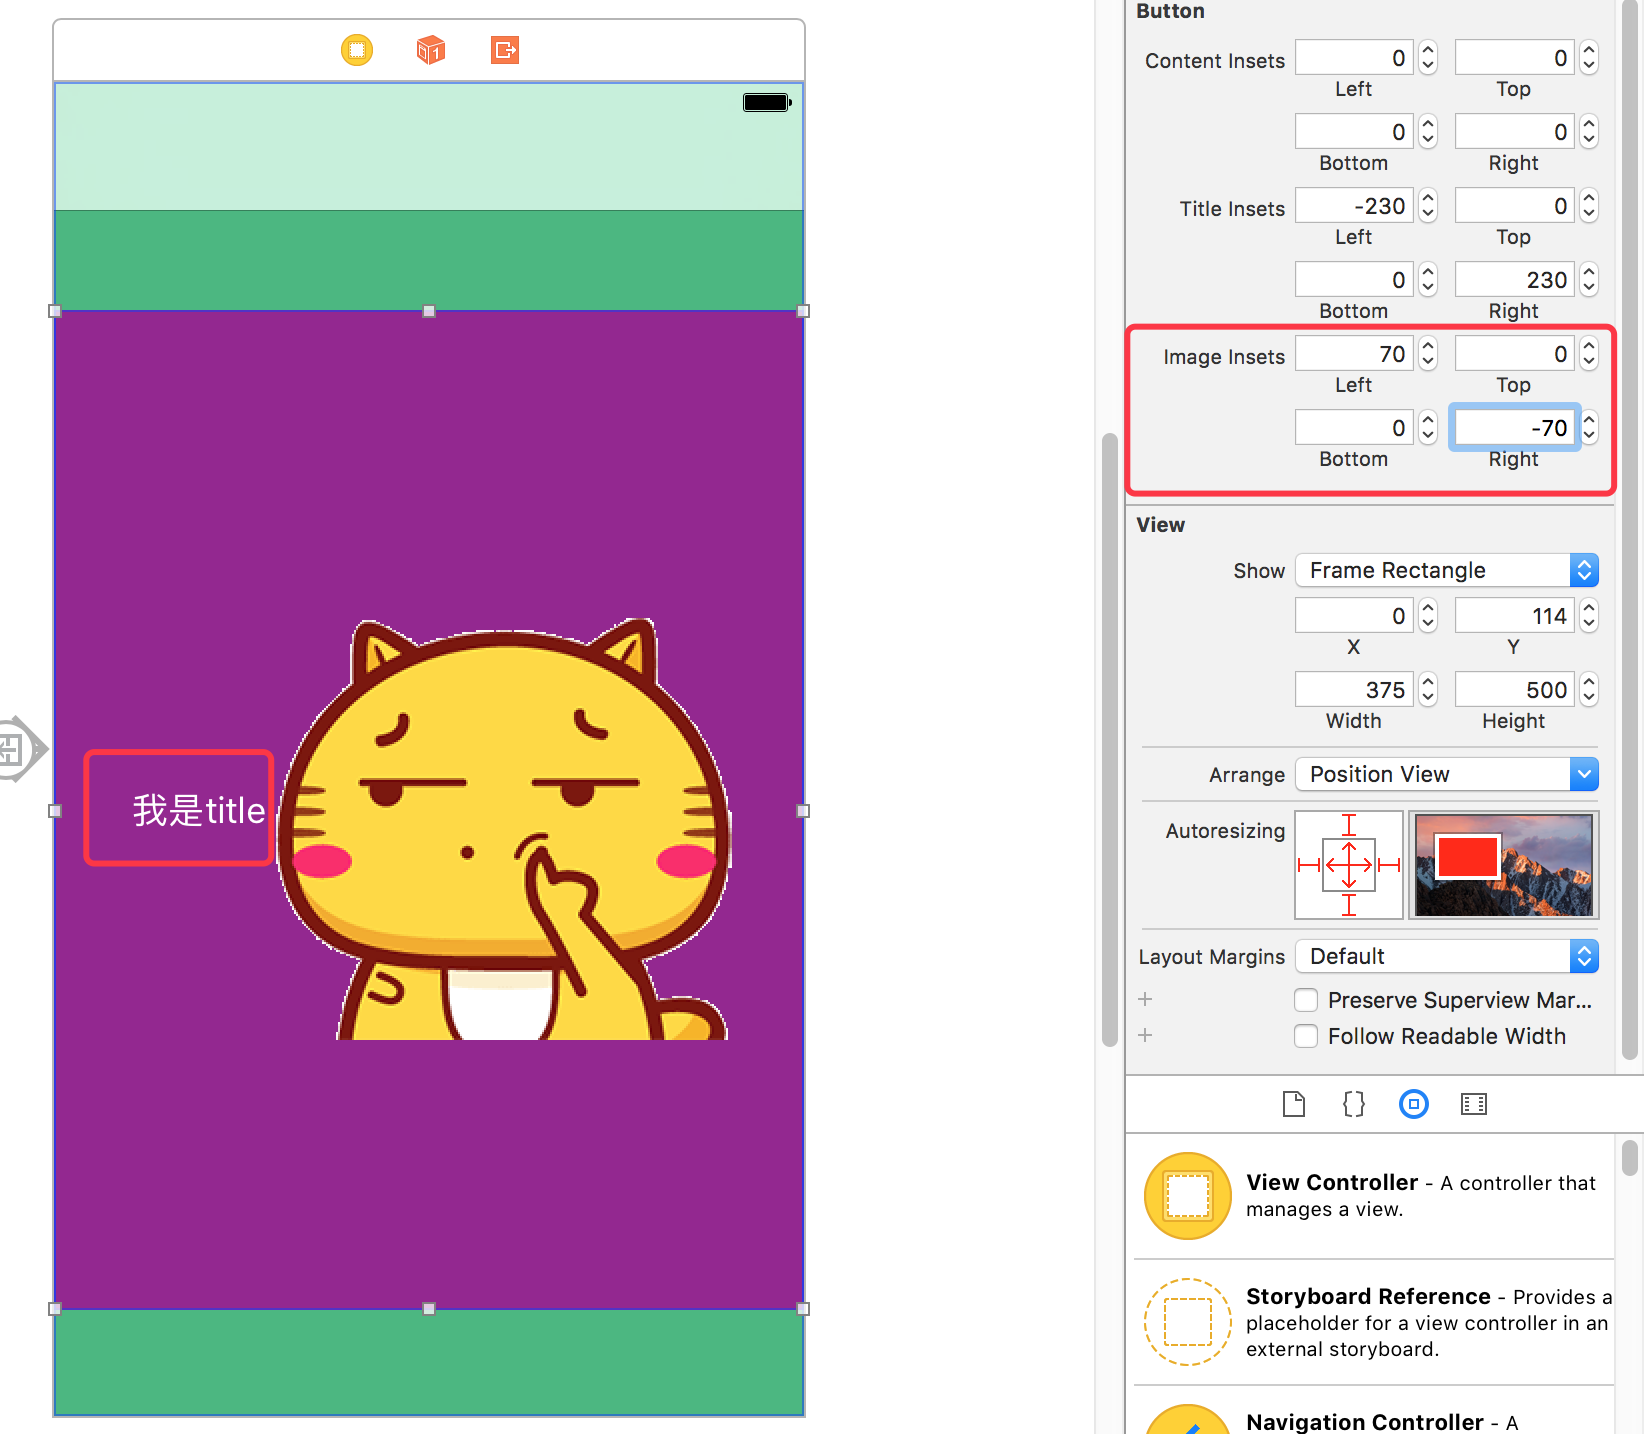 Button
Content Insets 0 0
Left Top
0 0
Bottom Right
Title Insets -230 0
Left Top
0 230
Bottom Right
Image Insets 70 0
Left Top
0 -70
Bottom Right
View
Show Frame Rectangle
0 114
X Y
375 500
Width Height
Arrange Position View
我是title
Autoresizing
Layout Margins Default
+ Preserve Superview Mar...
+ Follow Readable Width
View Controller - A controller that
manages a view.
Storyboard Reference - Provides a
placeholder for a view controller in an
external storyboard.
Navigation Controller - A